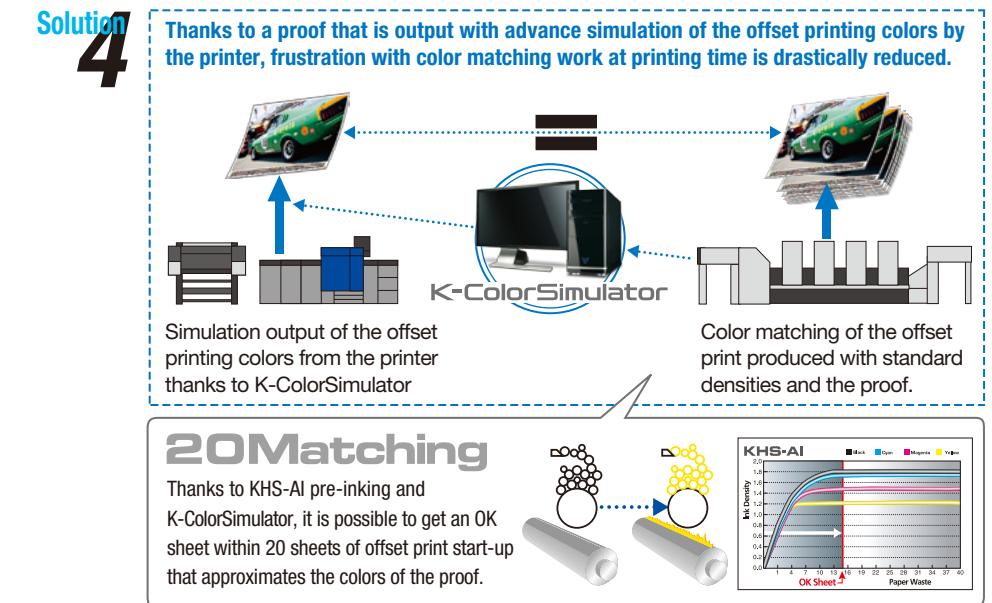 Solution
4
Thanks to a proof that is output with advance simulation of the offset printing colors by
the printer, frustration with color matching work at printing time is drastically reduced.
K-ColorSimulator
Simulation output of the offset
printing colors from the printer
thanks to K-ColorSimulator
Color matching of the offset
print produced with standard
densities and the proof.
20Matching
Thanks to KHS-AI pre-inking and
K-ColorSimulator, it is possible to get an OK
sheet within 20 sheets of offset print start-up
that approximates the colors of the proof.
KHS-AI
Black Cyan Magenta Yellow
Ink Density
2.0
1.8
1.6
1.4
1.2
1.0
0.8
0.6
0.4
0.2
0.0
1 4 7 10 13 16 19 22 25 28 31 34 37 40
OK Sheet
Paper Waste